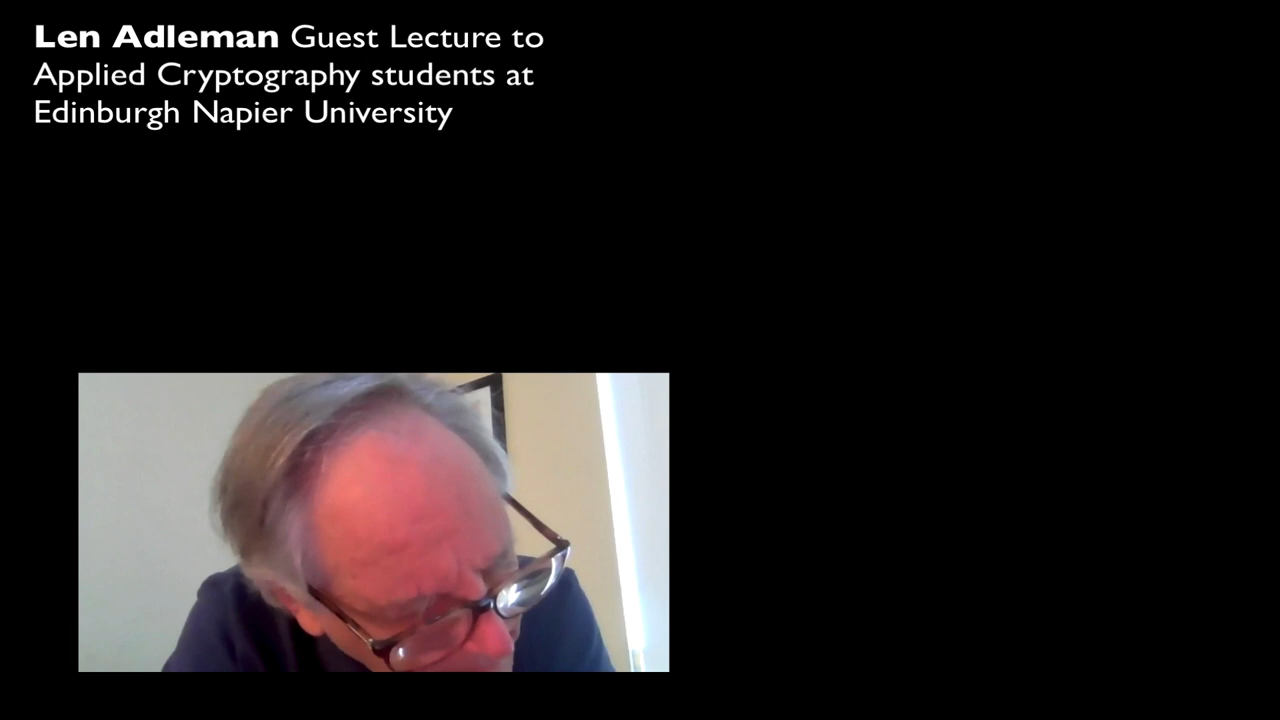 Len Adleman Guest Lecture to
Applied Cryptography students at
Edinburgh Napier University